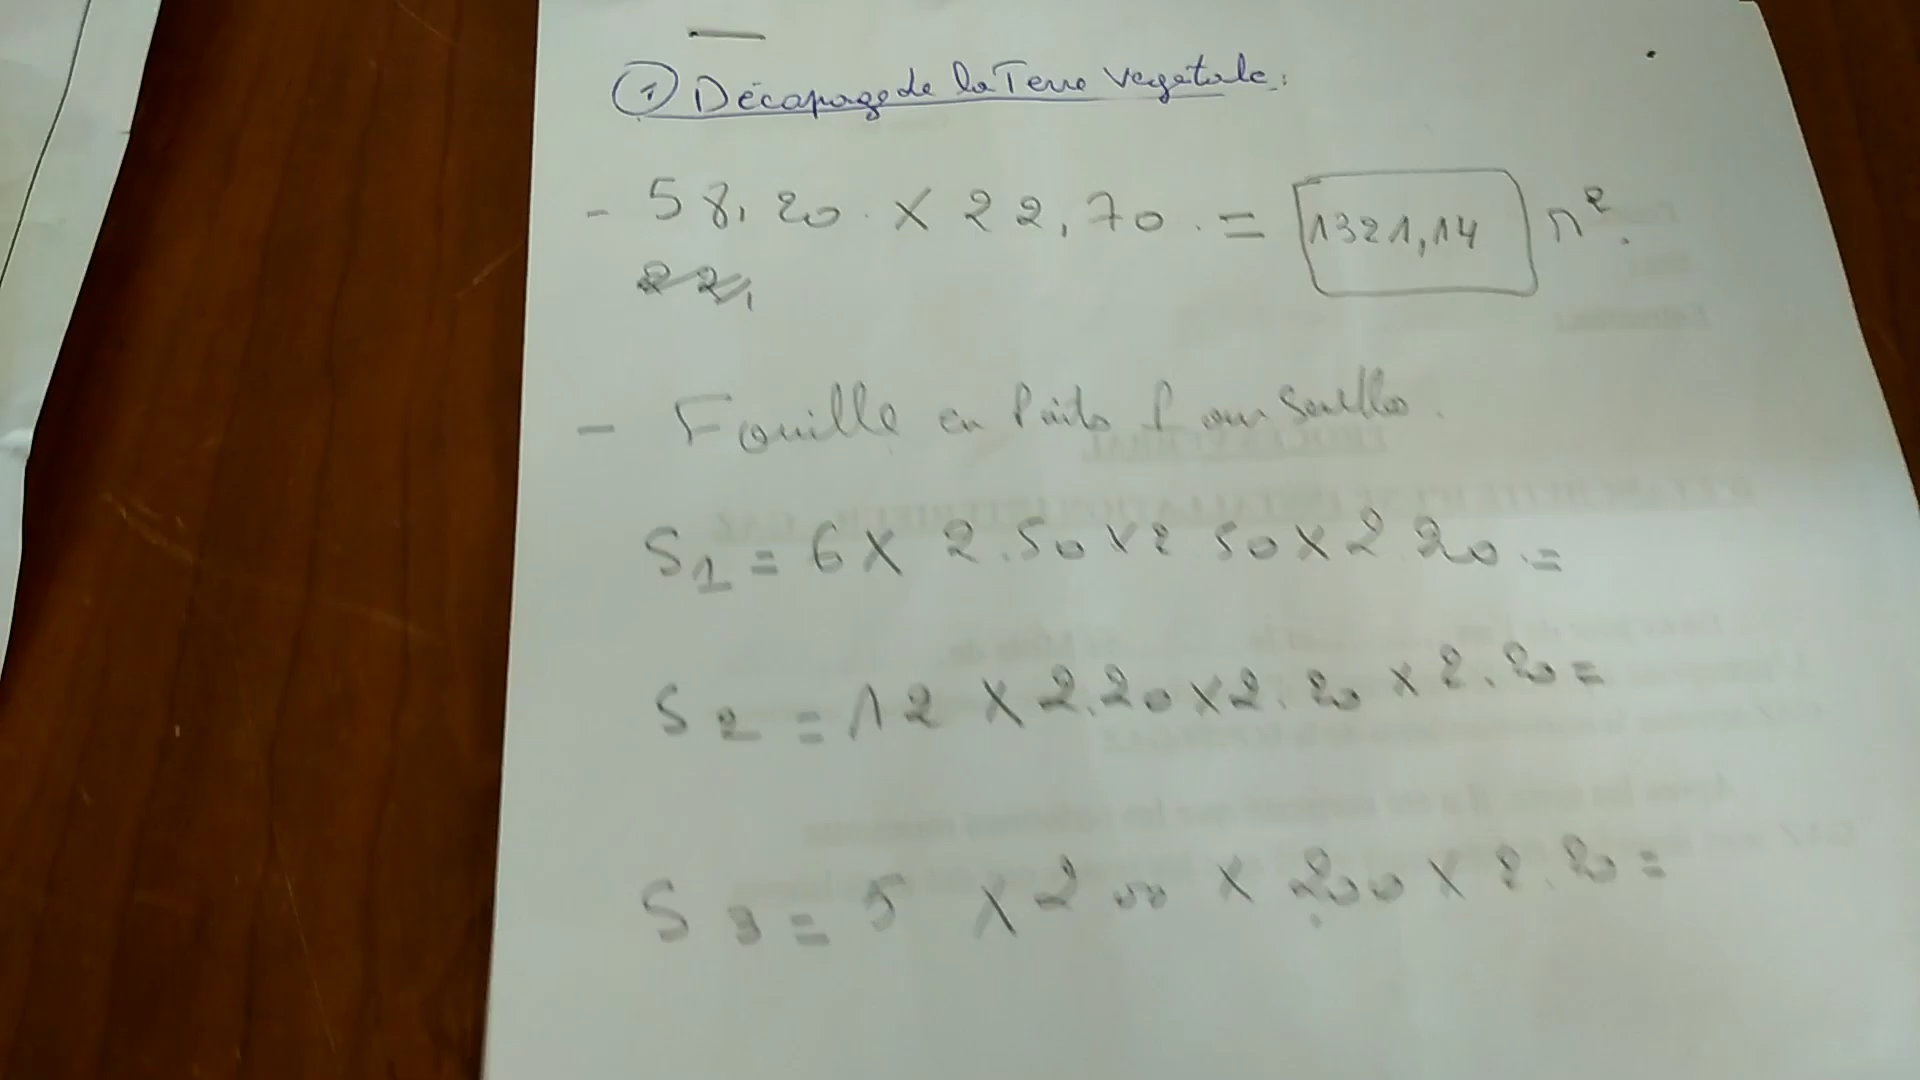 ① Décapage de la Terre Vegetale:
- 58,20 × 22,70 = 1321,14 m²
22,
- Fouille en Puits Pour Semelles.
S1 = 6 × 2.50 × 2 50 × 2.20 =
S2 = 12 × 2.20 × 2.20 × 2.20 =
S3 = 5 × 2 00 × 2,00 × 2.20 =